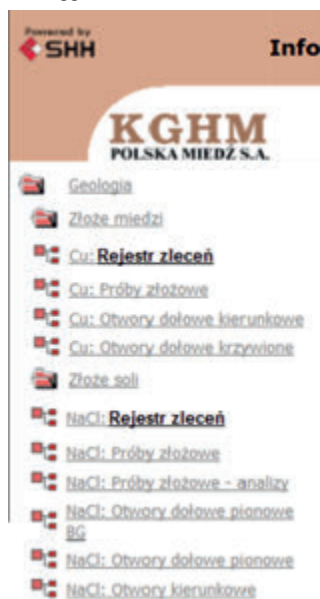 Powered by
SHH
Info
KGHM
POLSKA MIEDŹ S.A.
Geologia
Złoże miedzi
Cu: Rejestr zleceń
Cu: Próby złożowe
Cu: Otwory dołowe kierunkowe
Cu: Otwory dołowe krzywione
Złoże soli
NaCl: Rejestr zleceń
NaCl: Próby złożowe
NaCl: Próby złożowe - analizy
NaCl: Otwory dołowe pionowe
BG
NaCl: Otwory dołowe pionowe
NaCl: Otwory kierunkowe